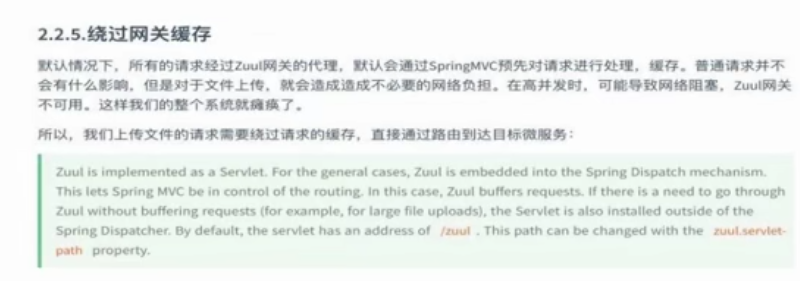 2.2.5.绕过网关缓存
默认情况下，所有的请求经过Zuul网关的代理，默认会通过SpringMVC预先对请求进行处理，缓存。普通请求并不
会有什么影响，但是对于文件上传，就会造成造成不必要的网络负担。在高并发时，可能导致网络阻塞，Zuul网关
不可用。这样我们的整个系统就瘫痪了。
所以，我们上传文件的请求需要绕过请求的缓存，直接通过路由到达目标微服务：
Zuul is implemented as a Servlet. For the general cases, Zuul is embedded into the Spring Dispatch mechanism.
This lets Spring MVC be in control of the routing. In this case, Zuul buffers requests. If there is a need to go through
Zuul without buffering requests (for example, for large file uploads), the Servlet is also installed outside of the
Spring Dispatcher. By default, the servlet has an address of /zuul . This path can be changed with the zuul.servlet-
path property.